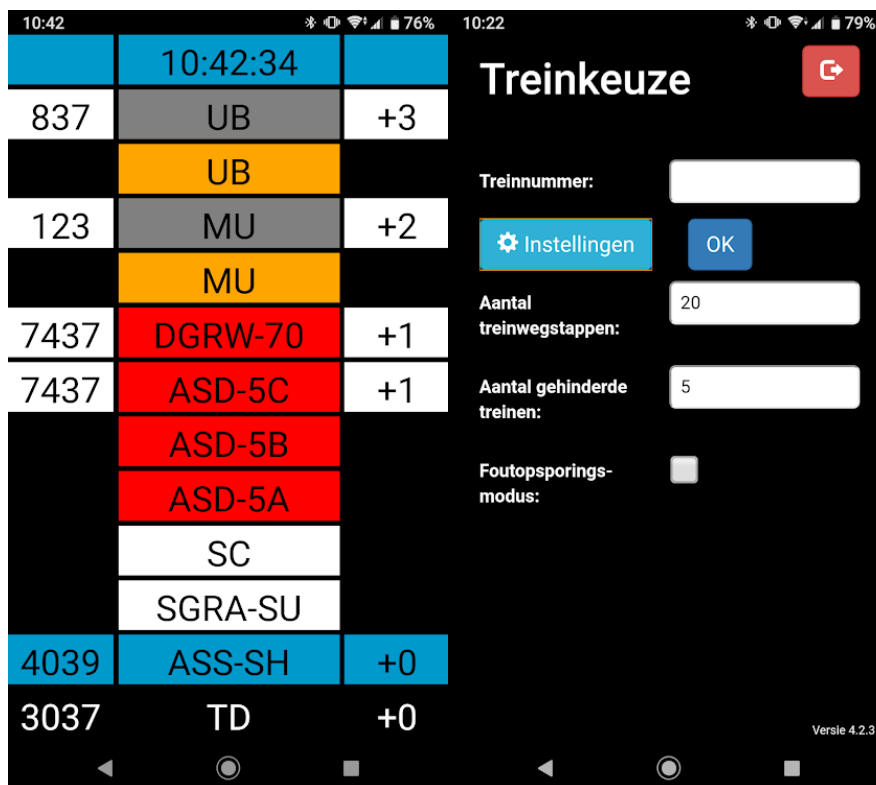 10:42 76%
10:42:34
837 UB +3
UB
123 MU +2
MU
7437 DGRW-70 +1
7437 ASD-5C +1
ASD-5B
ASD-5A
SC
SGRA-SU
4039 ASS-SH +0
3037 TD +0
10:22 79%
Treinkeuze
Treinnummer:
Instellingen OK
Aantal 20
treinwegstappen:
Aantal gehinderde 5
treinen:
Foutopsporings-
modus:
Versie 4.2.3